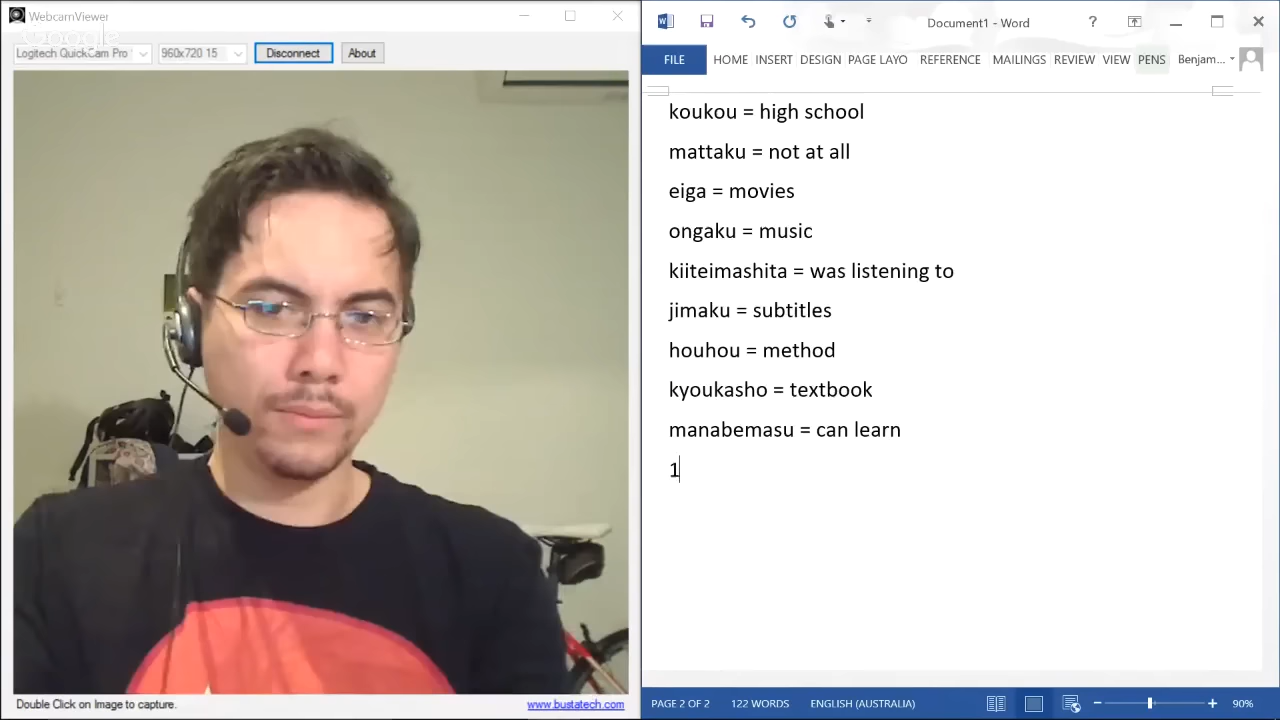 WebcamViewer
Google
Logitech QuickCam Pro
960x720 15
Disconnect
About
Double Click on Image to capture.
www.bustatech.com
Document1 - Word
?
FILE
HOME
INSERT
DESIGN
PAGE LAYO
REFERENCE
MAILINGS
REVIEW
VIEW
PENS
Benjam...
koukou = high school
mattaku = not at all
eiga = movies
ongaku = music
kiiteimashita = was listening to
jimaku = subtitles
houhou = method
kyoukasho = textbook
manabemasu = can learn
1
PAGE 2 OF 2
122 WORDS
ENGLISH (AUSTRALIA)
90%